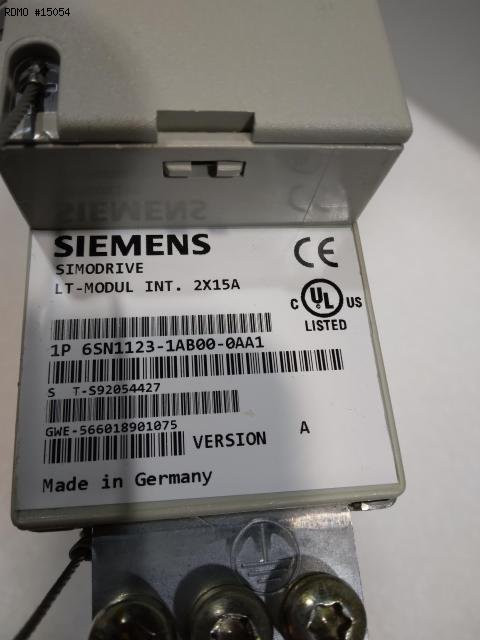 RDMO #15054
SIEMENS
SIMODRIVE
LT-MODUL INT. 2X15A
CE
C UL US
LISTED
1P 6SN1123-1AB00-0AA1
S T-S92054427
GWE-566018901075
VERSION A
Made in Germany